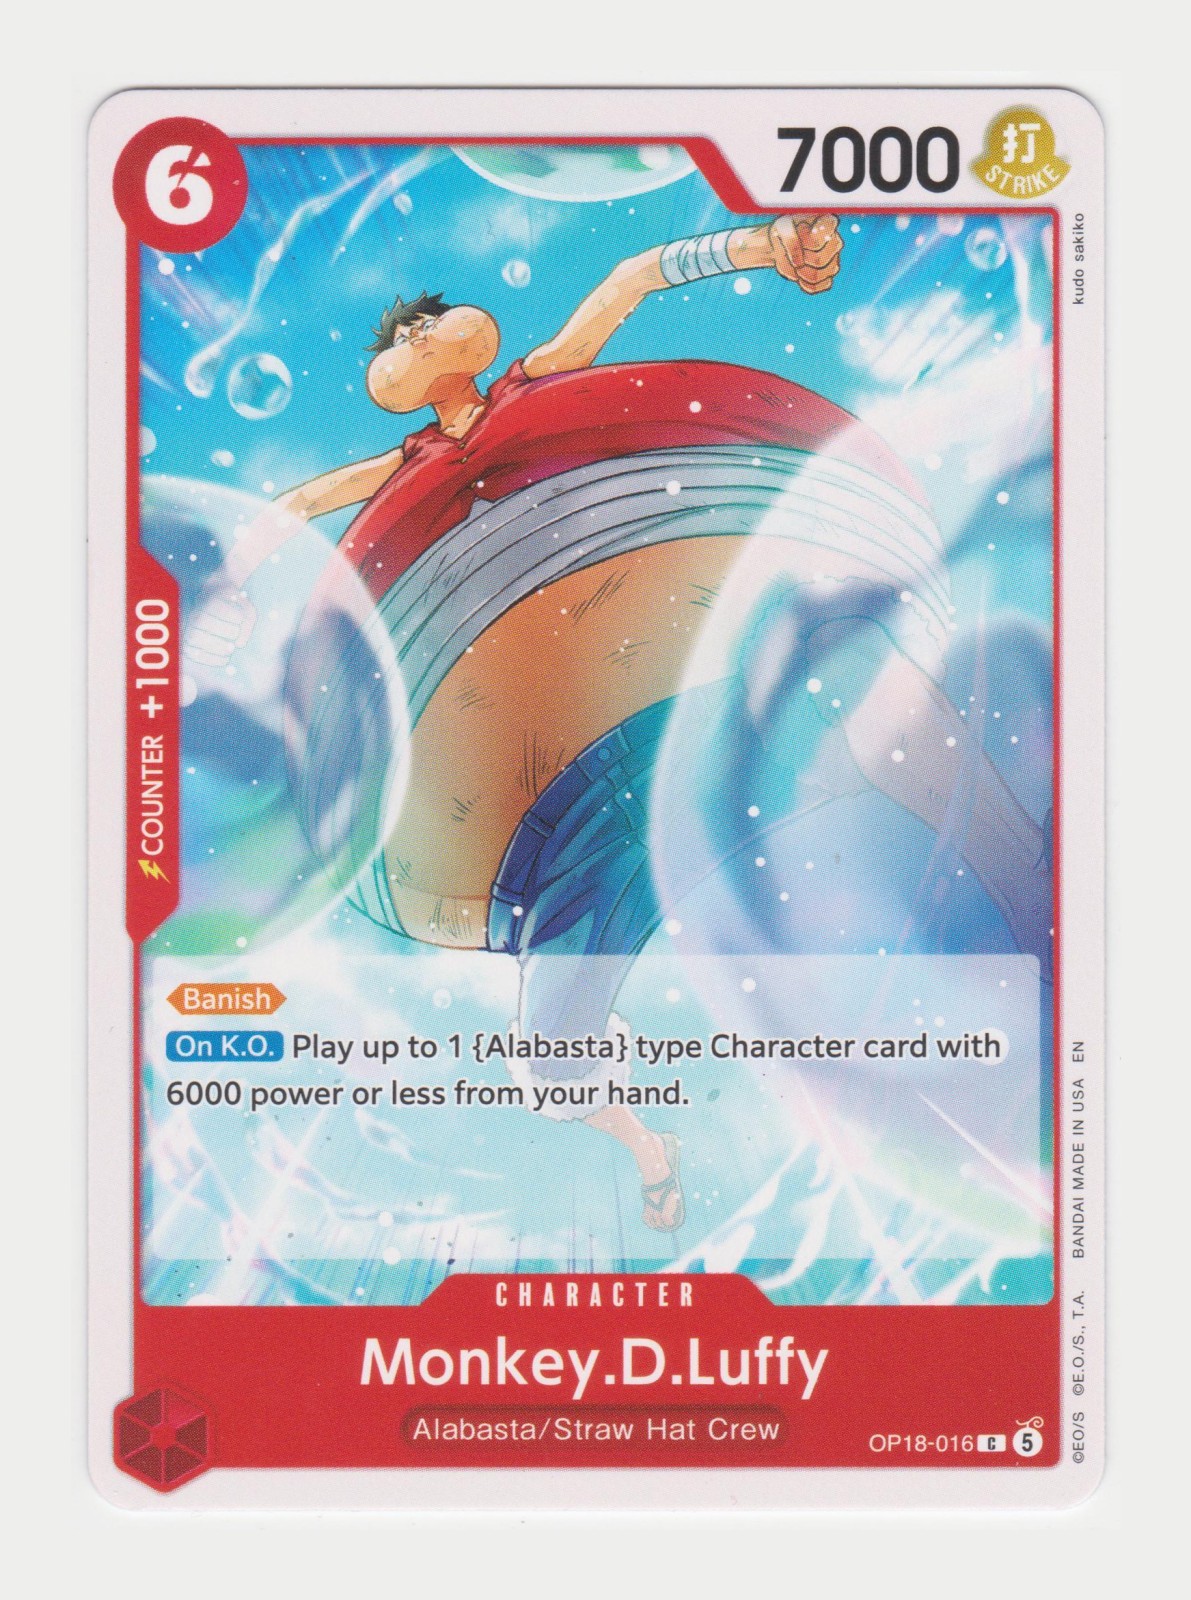 6
7000
打
STRIKE
kudo sakiko
COUNTER +1000
Banish
On K.O. Play up to 1 {Alabasta} type Character card with
6000 power or less from your hand.
CHARACTER
Monkey.D.Luffy
Alabasta/Straw Hat Crew
OP18-016 C 5
©EO/S ©E.O./S., T.A. BANDAI MADE IN USA EN